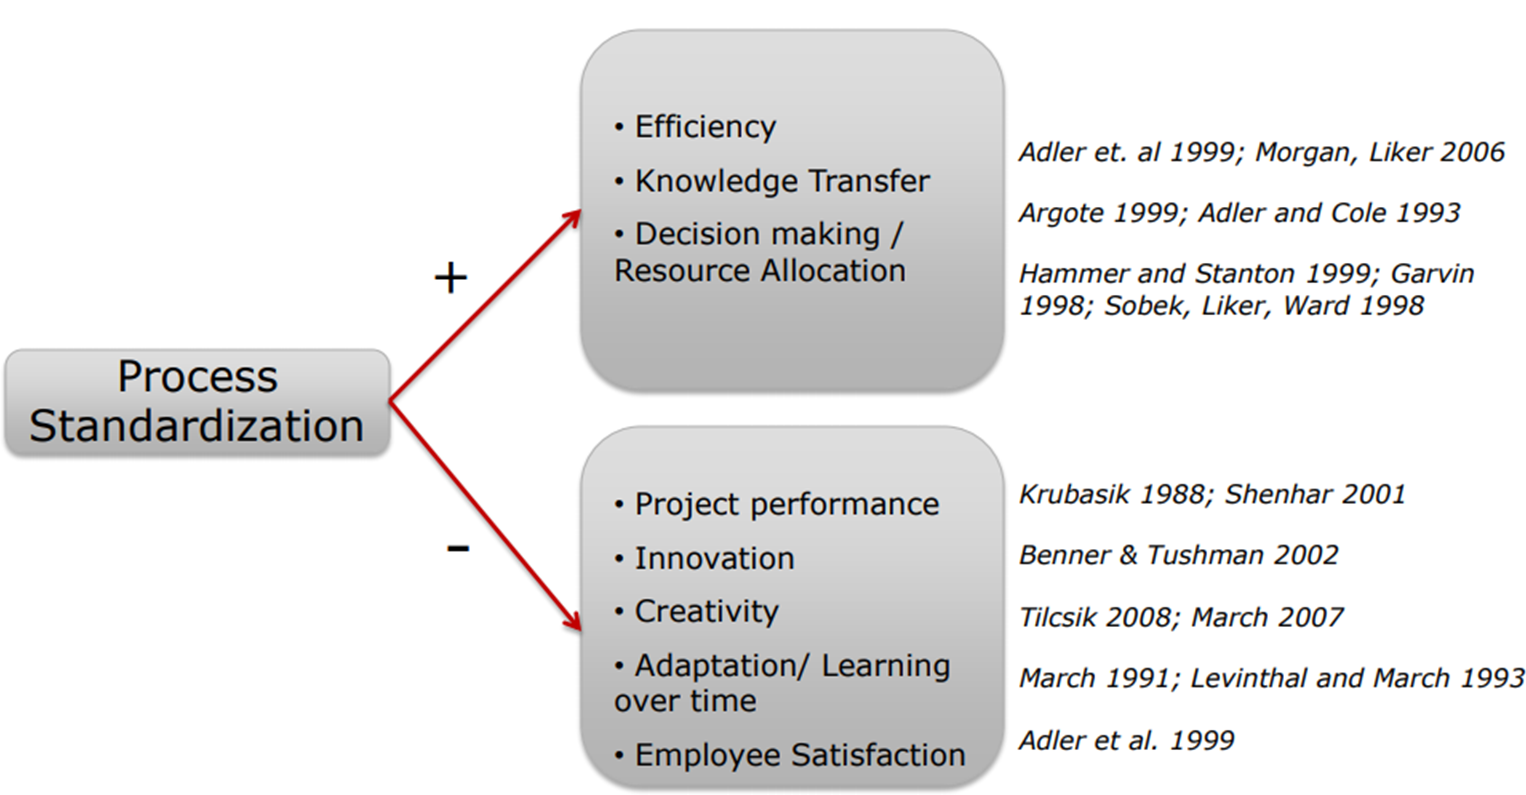 Process
Standardization
+
–
• Efficiency
• Knowledge Transfer
• Decision making /
Resource Allocation
Adler et. al 1999; Morgan, Liker 2006
Argote 1999; Adler and Cole 1993
Hammer and Stanton 1999; Garvin
1998; Sobek, Liker, Ward 1998
• Project performance
• Innovation
• Creativity
• Adaptation/ Learning
over time
• Employee Satisfaction
Krubasik 1988; Shenhar 2001
Benner & Tushman 2002
Tilcsik 2008; March 2007
March 1991; Levinthal and March 1993
Adler et al. 1999